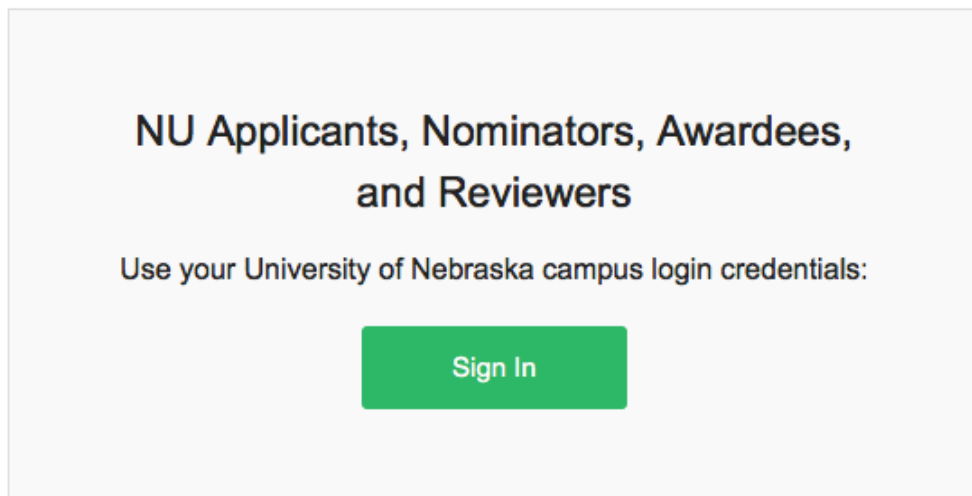 NU Applicants, Nominators, Awardees,
and Reviewers
Use your University of Nebraska campus login credentials:
Sign In